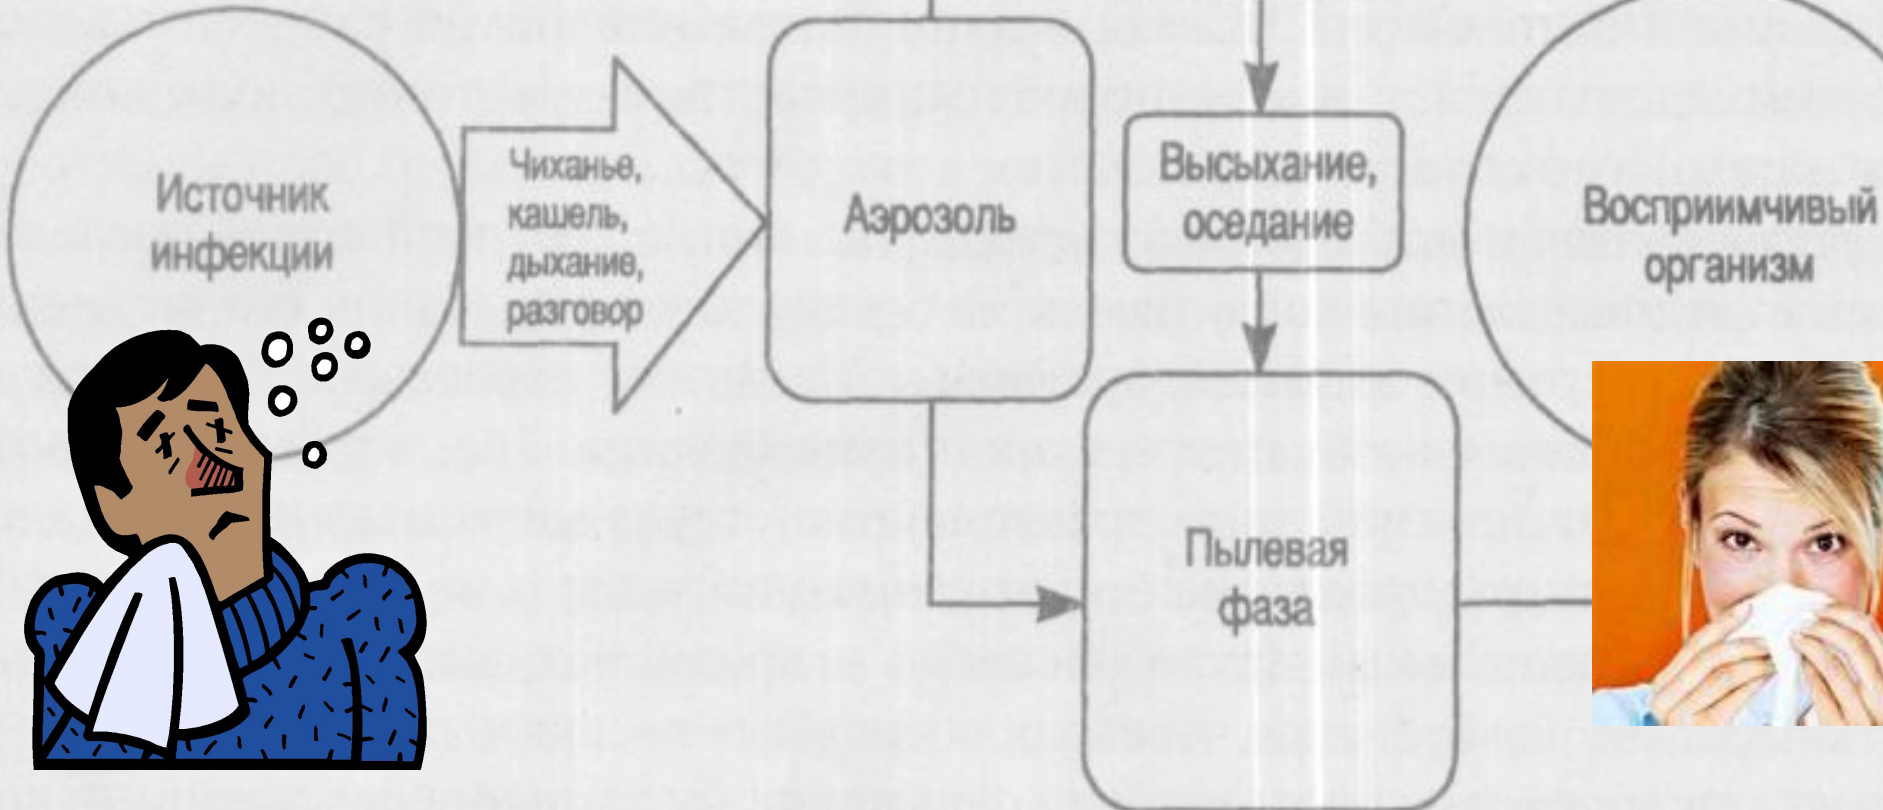 Источник
инфекции
Чиханье,
кашель,
дыхание,
разговор
Аэрозоль
Высыхание,
оседание
Восприимчивый
организм
Пылевая
фаза